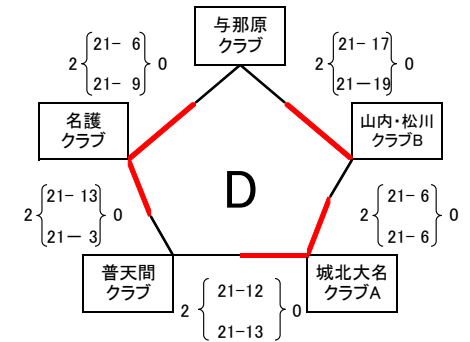 与那原
クラブ
21- 6
2 0
21- 9
21- 17
2 0
21-19
名護
クラブ
山内・松川
クラブB
D
21- 13
2 0
21- 3
21- 6
2 0
21- 6
普天間
クラブ
城北大名
クラブA
21-12
2 0
21-13